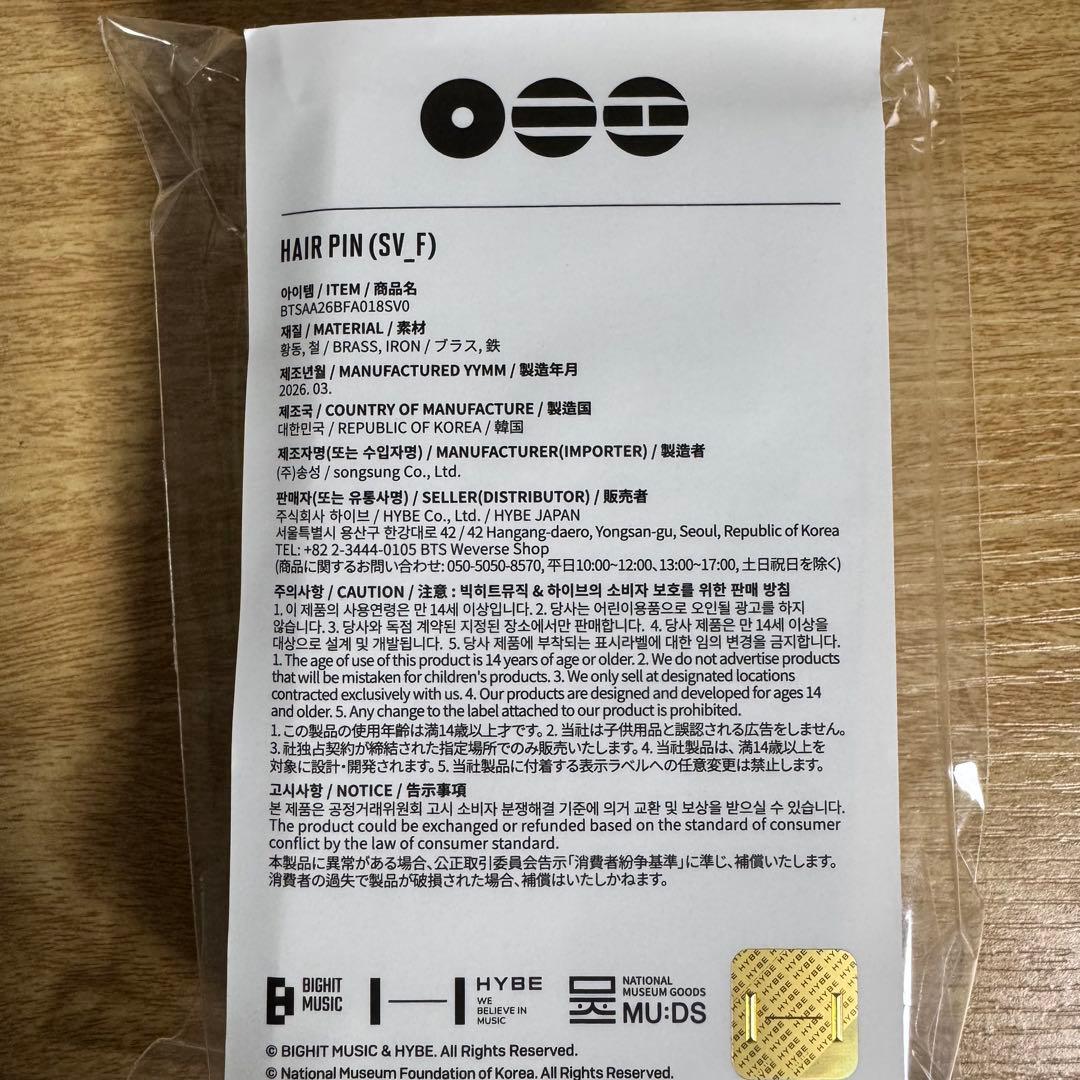 HAIR PIN (SV_F)
아이템 / ITEM / 商品名
BTSAA26BFA018SV0
재질 / MATERIAL / 素材
황동, 철 / BRASS, IRON / ブラス, 鉄
제조년월 / MANUFACTURED YYMM / 製造年月
2026. 03.
제조국 / COUNTRY OF MANUFACTURE / 製造国
대한민국 / REPUBLIC OF KOREA / 韓国
제조자명(또는 수입자명) / MANUFACTURER(IMPORTER) / 製造者
(주)송성 / songsung Co., Ltd.
판매자(또는 유통사명) / SELLER(DISTRIBUTOR) / 販売者
주식회사 하이브 / HYBE Co., Ltd. / HYBE JAPAN
서울특별시 용산구 한강대로 42 / 42 Hangang-daero, Yongsan-gu, Seoul, Republic of Korea
TEL: +82 2-3444-0105 BTS Weverse Shop
(商品に関するお問い合わせ: 050-5050-8570, 平日10:00~12:00、13:00~17:00, 土日祝日を除く)
주의사항 / CAUTION / 注意 : 빅히트뮤직 & 하이브의 소비자 보호를 위한 판매 방침
1. 이 제품의 사용연령은 만 14세 이상입니다. 2. 당사는 어린이용품으로 오인될 광고를 하지
않습니다. 3. 당사와 독점 계약된 지정된 장소에서만 판매합니다. 4. 당사 제품은 만 14세 이상을
대상으로 설계 및 개발됩니다. 5. 당사 제품에 부착되는 표시라벨에 대한 임의 변경을 금지합니다.
1. The age of use of this product is 14 years of age or older. 2. We do not advertise products
that will be mistaken for children's products. 3. We only sell at designated locations
contracted exclusively with us. 4. Our products are designed and developed for ages 14
and older. 5. Any change to the label attached to our product is prohibited.
1. この製品の使用年齢は満14歳以上才です。2. 当社は子供用品と誤認される広告をしません。
3. 社独占契約が締結された指定場所でのみ販売いたします。4. 当社製品は、満14歳以上を
対象に設計・開発されます。5. 当社製品に付着する表示ラベルへの任意変更は禁止します。
고시사항 / NOTICE / 告示事項
본 제품은 공정거래위원회 고시 소비자 분쟁해결 기준에 의거 교환 및 보상을 받으실 수 있습니다.
The product could be exchanged or refunded based on the standard of consumer
conflict by the law of consumer standard.
本製品に異常がある場合、公正取引委員会告示「消費者紛争基準」に準じ、補償いたします。
消費者の過失で製品が破損された場合、補償はいたしかねます。
BIGHIT
MUSIC
HYBE
WE
BELIEVE IN
MUSIC
NATIONAL
MUSEUM GOODS
MU:DS
HYBE HYBE HYBE
© BIGHIT MUSIC & HYBE. All Rights Reserved.
© National Museum Foundation of Korea. All Rights Reserved.